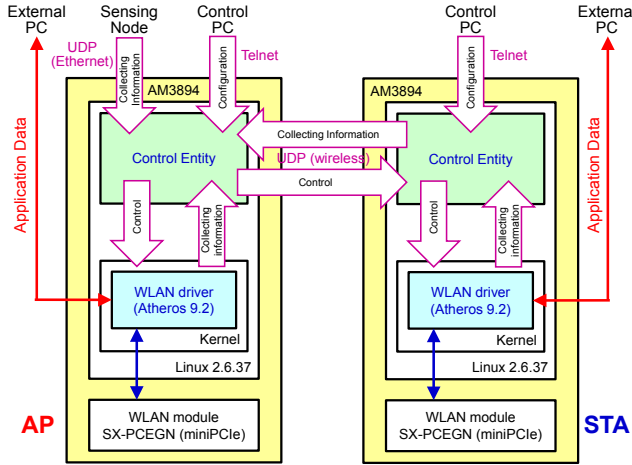 External
PC
Sensing
Node
Control
PC
Control
PC
External
PC
UDP
(Ethernet)
Telnet
Telnet
Collecting
Information
Configuration
Configuration
AM3894
AM3894
Application Data
Application Data
Control Entity
Control Entity
Collecting Information
UDP (wireless)
Control
Control
Collecting
information
Control
Collecting
information
WLAN driver
(Atheros 9.2)
WLAN driver
(Atheros 9.2)
Kernel
Kernel
Linux 2.6.37
Linux 2.6.37
AP
WLAN module
SX-PCEGN (miniPCIe)
WLAN module
SX-PCEGN (miniPCIe)
STA